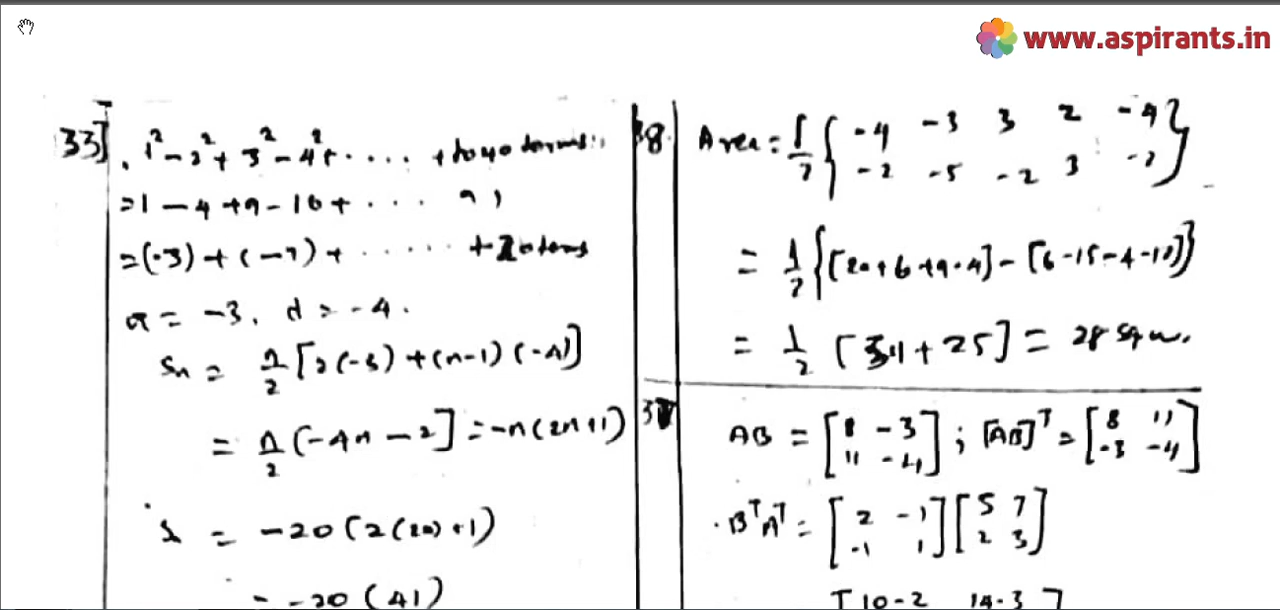 www.aspirants.in
33] 1² - 2² + 3² - 4² + .... + to 40 terms
= 1 - 4 + 9 - 16 + . . .
= (-3) + (-7) + ...... + 20 terms
a = -3, d = -4.
Sn = n/2 [2(-3) + (n-1) (-4)]
= n/2 [-4n - 2] = -n(2n+1)
= -20 (2(20) + 1)
= -20 (41)
38. Area = 1/2 { -4 -3 3 2 -4
-2 -5 -2 3 -2 }
= 1/2 {[20+6+9-4] - [6-15-4-12]}
= 1/2 [31 + 25] = 28 sq u.
AB = [8 -3; [AB]ᵀ = [8 11
11 -4] -3 -4]
BᵀAᵀ = [2 -1] [5 7]
[-1 1] [2 3]
[10-2 14-3]